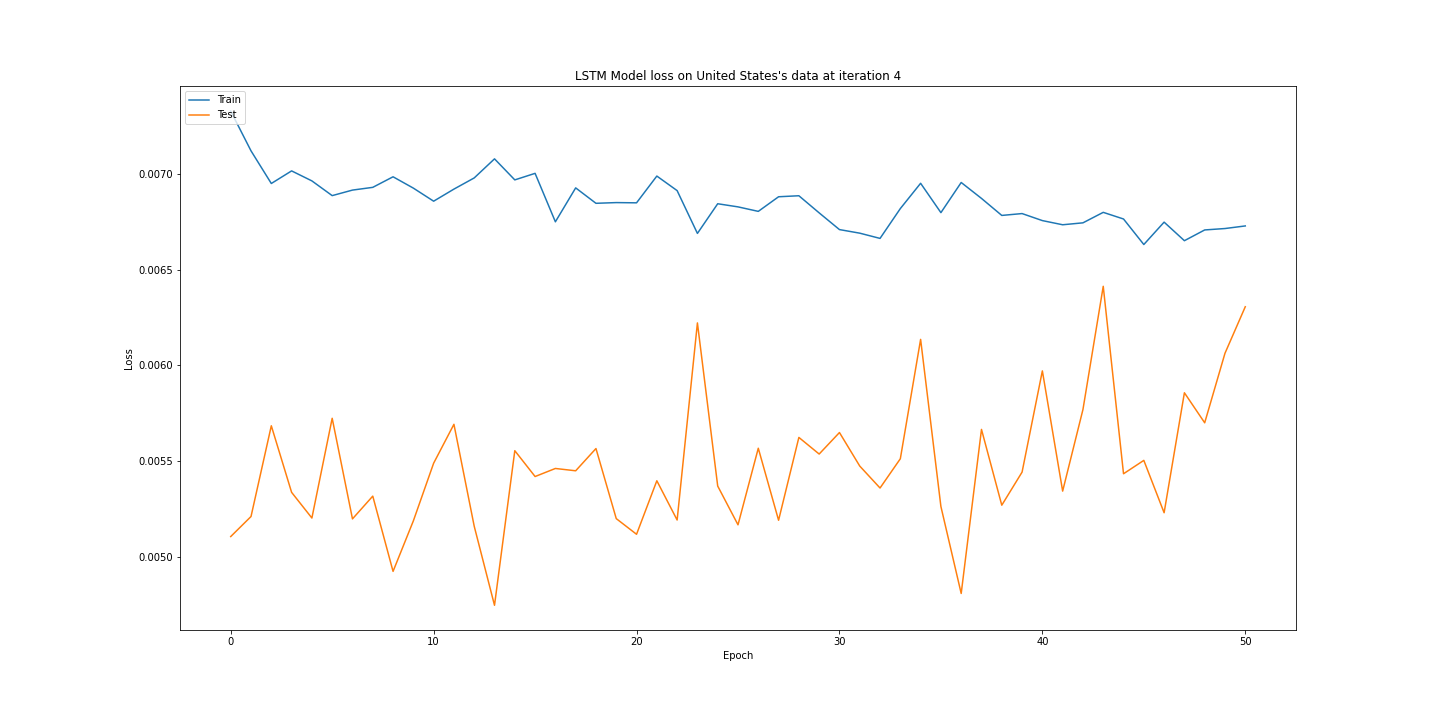 LSTM Model loss on United States's data at iteration 4
Train
Test
0.0070
0.0065
0.0060
0.0055
0.0050
Loss
0 10 20 30 40 50
Epoch